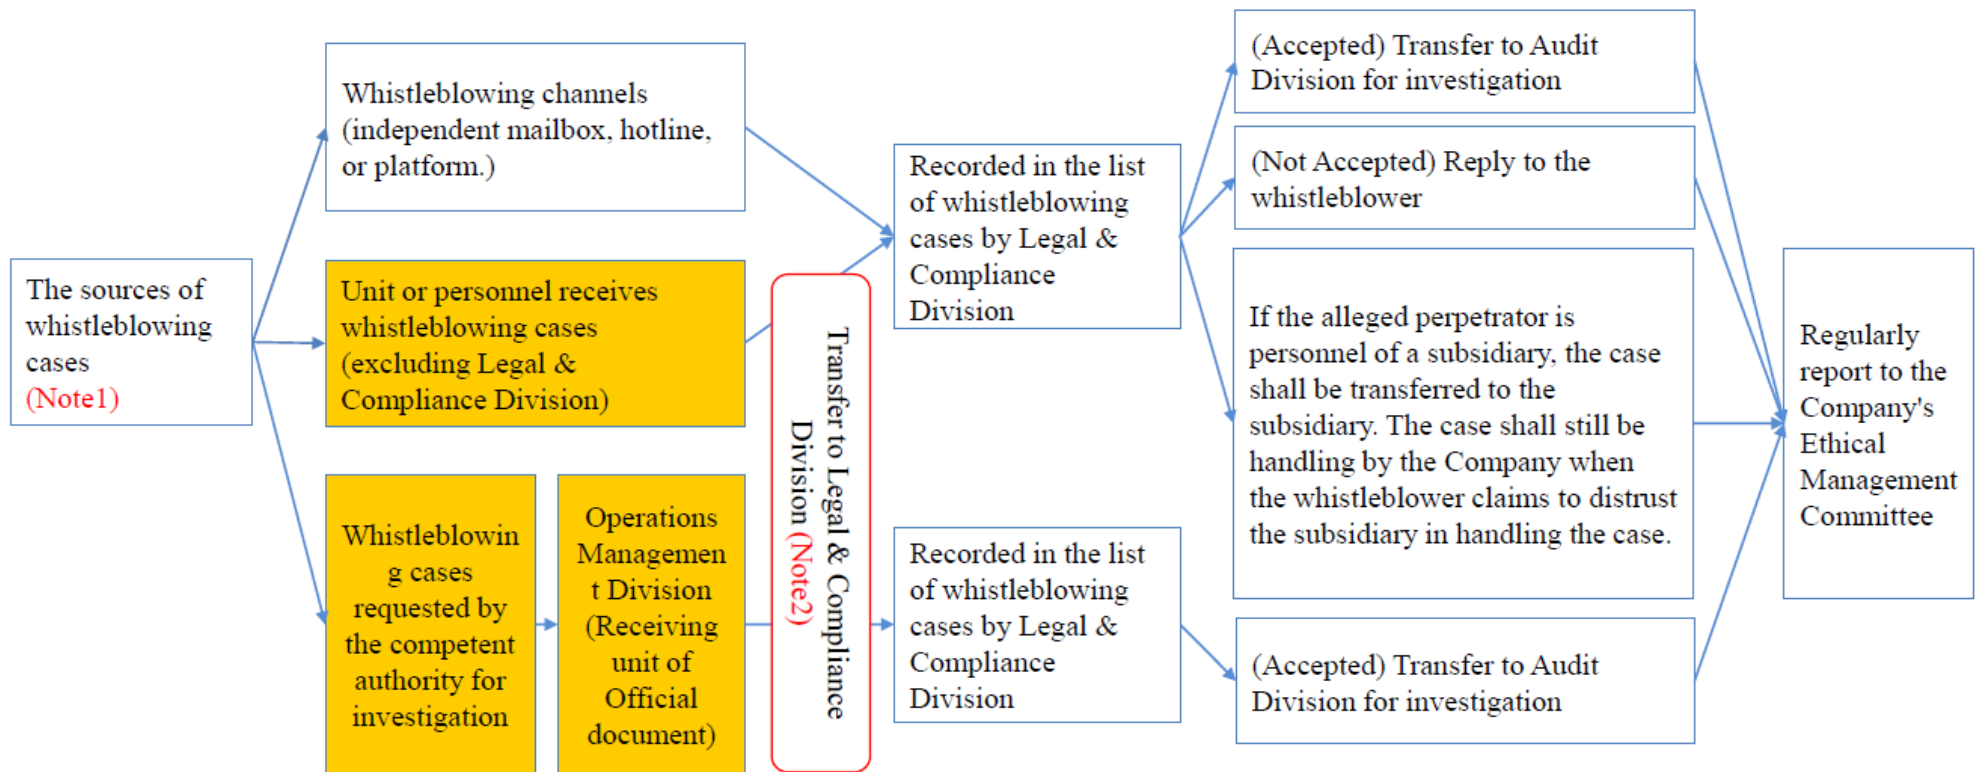 The sources of
whistleblowing
cases
(Note1)
Whistleblowing channels
(independent mailbox, hotline,
or platform.)
Unit or personnel receives
whistleblowing cases
(excluding Legal &
Compliance Division)
Whistleblowin
g cases
requested by
the competent
authority for
investigation
Operations
Managemen
t Division
(Receiving
unit of
Official
document)
Transfer to Legal & Compliance
Division (Note2)
Recorded in the list
of whistleblowing
cases by Legal &
Compliance
Division
Recorded in the list
of whistleblowing
cases by Legal &
Compliance
Division
(Accepted) Transfer to Audit
Division for investigation
(Not Accepted) Reply to the
whistleblower
If the alleged perpetrator is
personnel of a subsidiary, the case
shall be transferred to the
subsidiary. The case shall still be
handling by the Company when
the whistleblower claims to distrust
the subsidiary in handling the case.
(Accepted) Transfer to Audit
Division for investigation
Regularly
report to the
Company's
Ethical
Management
Committee